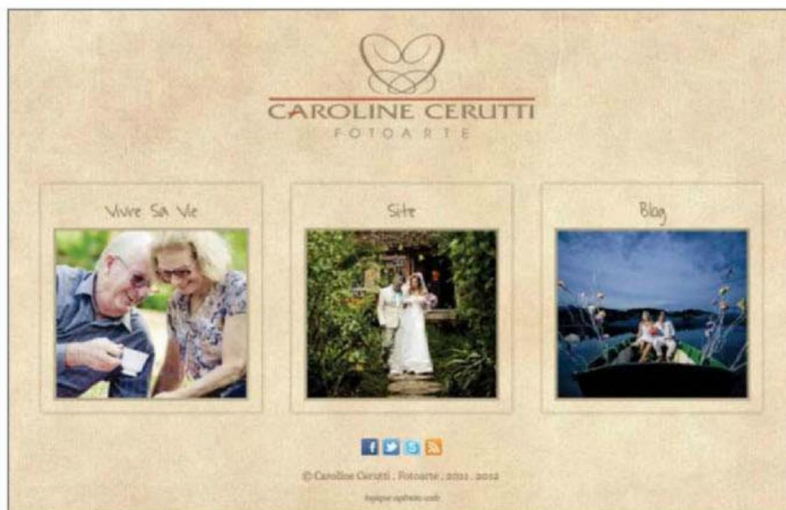 CAROLINE CERUTTI
FOTOARTE
Vivre Sa Vie
Site
Blog
© Caroline Cerutti . Fotoarte . 2011 . 2012